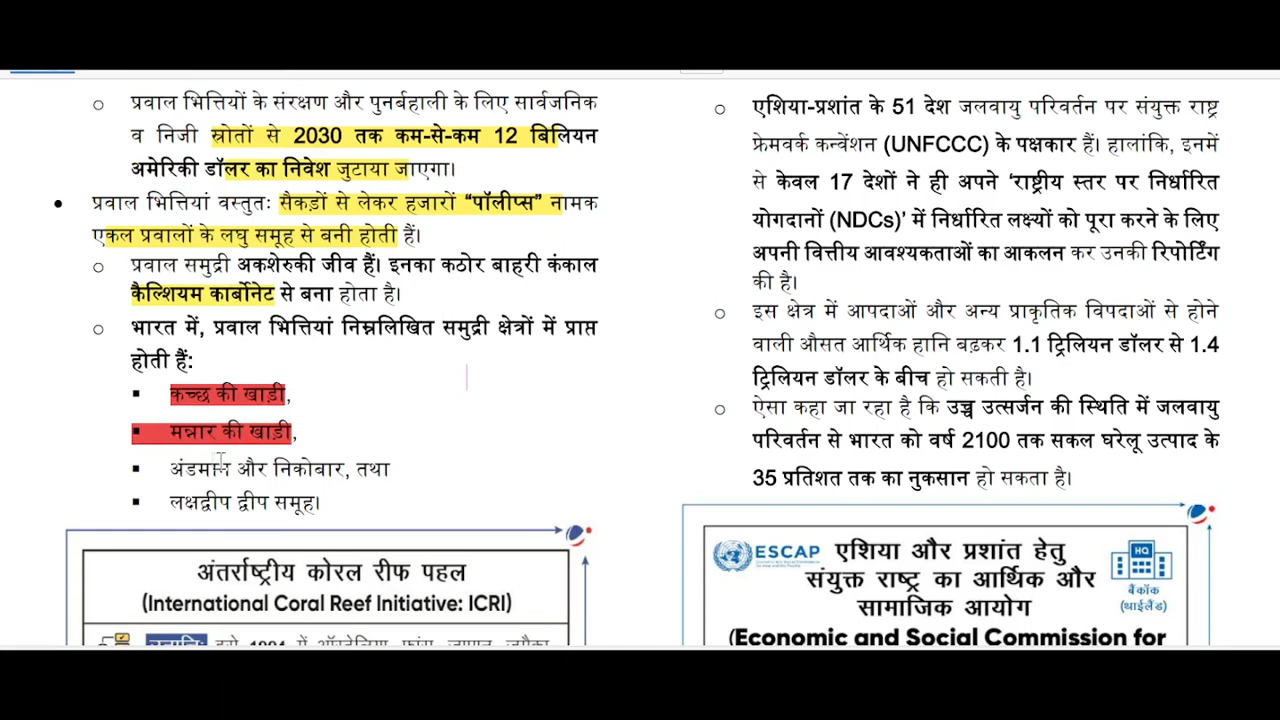 प्रवाल भित्तियों के संरक्षण और पुनर्बहाली के लिए सार्वजनिक
व निजी स्रोतों से 2030 तक कम-से-कम 12 बिलियन
अमेरिकी डॉलर का निवेश जुटाया जाएगा।
प्रवाल भित्तियां वस्तुतः सैकड़ों से लेकर हजारों “पॉलीप्स” नामक
एकल प्रवालों के लघु समूह से बनी होती हैं।
प्रवाल समुद्री अकशेरुकी जीव हैं। इनका कठोर बाहरी कंकाल
कैल्शियम कार्बोनेट से बना होता है।
भारत में, प्रवाल भित्तियां निम्नलिखित समुद्री क्षेत्रों में प्राप्त
होती हैं:
कच्छ की खाड़ी,
मन्नार की खाड़ी,
अंडमान और निकोबार, तथा
लक्षद्वीप द्वीप समूह।
अंतर्राष्ट्रीय कोरल रीफ पहल
(International Coral Reef Initiative: ICRI)
एशिया-प्रशांत के 51 देश जलवायु परिवर्तन पर संयुक्त राष्ट्र
फ्रेमवर्क कन्वेंशन (UNFCCC) के पक्षकार हैं। हालांकि, इनमें
से केवल 17 देशों ने ही अपने ‘राष्ट्रीय स्तर पर निर्धारित
योगदानों (NDCs)’ में निर्धारित लक्ष्यों को पूरा करने के लिए
अपनी वित्तीय आवश्यकताओं का आकलन कर उनकी रिपोर्टिंग
की है।
इस क्षेत्र में आपदाओं और अन्य प्राकृतिक विपदाओं से होने
वाली औसत आर्थिक हानि बढ़कर 1.1 ट्रिलियन डॉलर से 1.4
ट्रिलियन डॉलर के बीच हो सकती है।
ऐसा कहा जा रहा है कि उच्च उत्सर्जन की स्थिति में जलवायु
परिवर्तन से भारत को वर्ष 2100 तक सकल घरेलू उत्पाद के
35 प्रतिशत तक का नुकसान हो सकता है।
ESCAP
एशिया और प्रशांत हेतु
संयुक्त राष्ट्र का आर्थिक और
सामाजिक आयोग
(Economic and Social Commission for
HQ
बैंकॉक
(थाईलैंड)